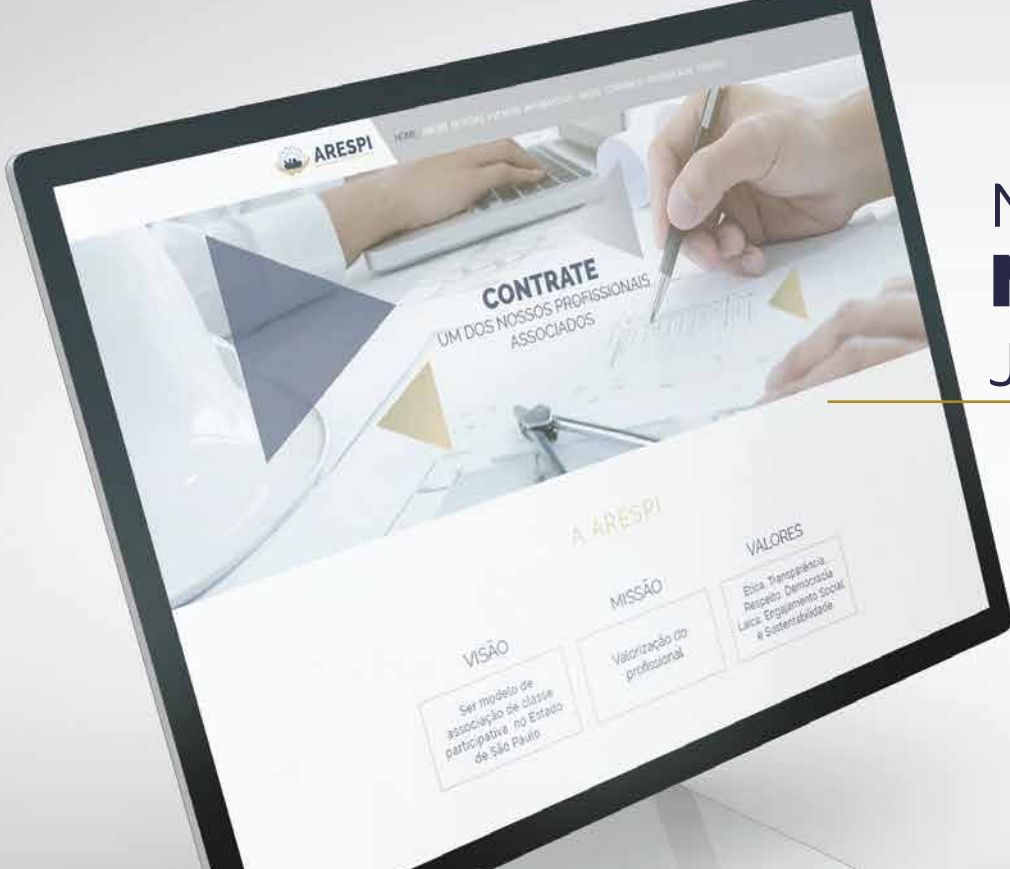 ARESPI
HOME
CONTRATE
UM DOS NOSSOS PROFISSIONAIS
ASSOCIADOS
A ARESPI
VISÃO
Ser modelo de
associação de classe
participativa no Estado
de São Paulo
MISSÃO
Valorização do
profissional
VALORES
Ética, Transparência,
Respeito, Democracia
Laica, Engajamento Social
e Sustentabilidade.
N
J